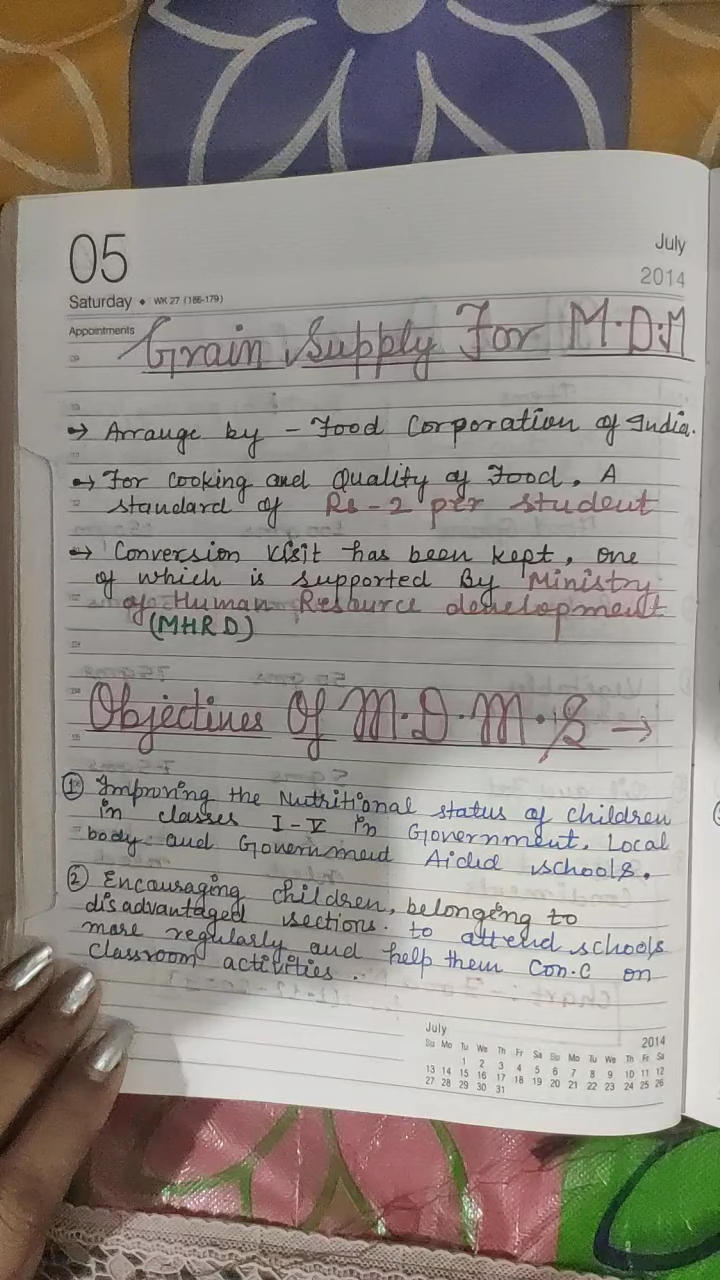 05
July
2014
Saturday ♦ WK 27 (186-179)
Appointments
Grain Supply For M.D.M
→ Arrange by - Food Corporation of India.
→ For Cooking and Quality of Food, A
standard of Rs-2 per student
→ Conversion has been kept, one
of which is supported By Ministry
of Human Resource development
(MHRD)
Objectives Of M.D.M.S →
① Improving the Nutritional status of children
in classes I-V in Government, Local
body and Government Aided schools.
② Encouraging children, belonging to
disadvantaged sections. to attend schools
more regularly and help them Con.C on
classroom activities.
July 2014
Su Mo Tu We Th Fr Sa Su Mo Tu We Th Fr Sa
1 2 3 4 5 6 7 8 9 10 11 12
13 14 15 16 17 18 19 20 21 22 23 24 25 26
27 28 29 30 31